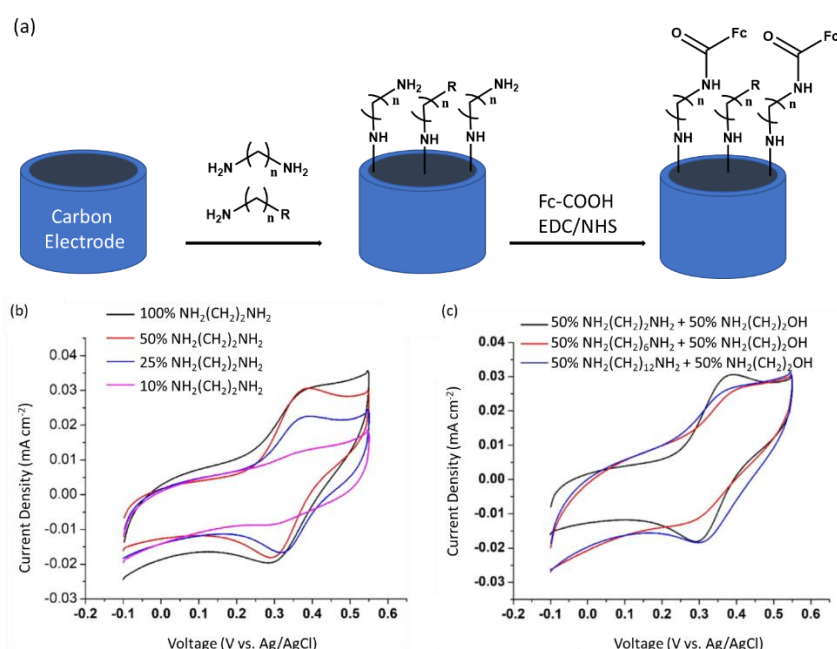 (a)
Carbon
Electrode
H₂N ( )n NH₂
H₂N ( )n R
NH₂ R NH₂
n n n
NH NH NH
Fc-COOH
EDC/NHS
O Fc O Fc
NH R NH
n n n
NH NH NH
(b)
100% NH₂(CH₂)₂NH₂
50% NH₂(CH₂)₂NH₂
25% NH₂(CH₂)₂NH₂
10% NH₂(CH₂)₂NH₂
Current Density (mA cm⁻²)
0.04
0.03
0.02
0.01
0.00
-0.01
-0.02
-0.03
-0.2 -0.1 0.0 0.1 0.2 0.3 0.4 0.5 0.6
Voltage (V vs. Ag/AgCl)
(c)
50% NH₂(CH₂)₂NH₂ + 50% NH₂(CH₂)₂OH
50% NH₂(CH₂)₆NH₂ + 50% NH₂(CH₂)₂OH
50% NH₂(CH₂)₁₂NH₂ + 50% NH₂(CH₂)₂OH
Current Density (mA cm⁻²)
0.04
0.03
0.02
0.01
0.00
-0.01
-0.02
-0.03
-0.2 -0.1 0.0 0.1 0.2 0.3 0.4 0.5 0.6
Voltage (V vs. Ag/AgCl)